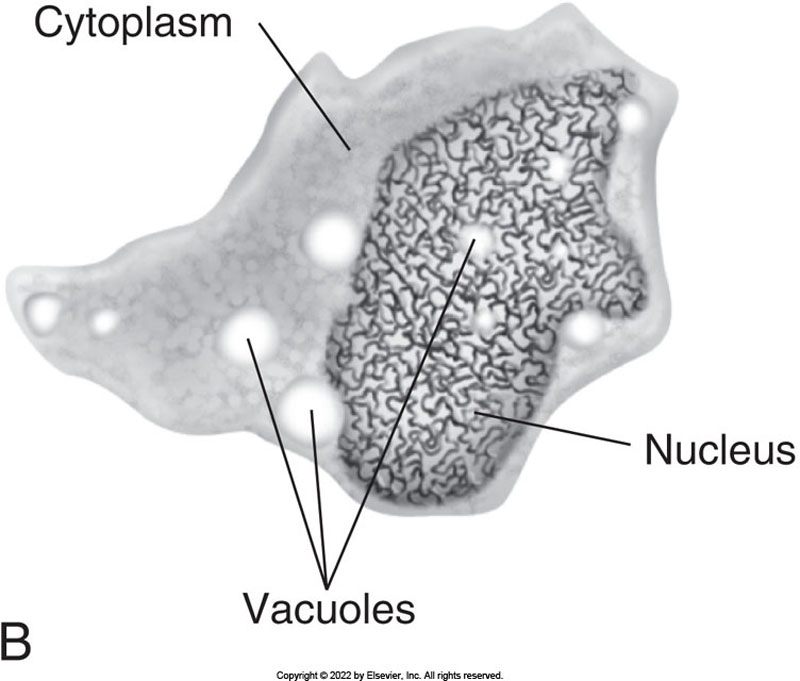 Cytoplasm
Nucleus
Vacuoles
B
Copyright © 2022 by Elsevier, Inc. All rights reserved.